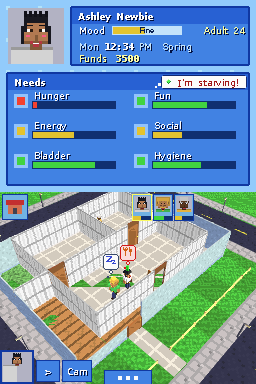 Ashley Newbie
Mood Fine Adult 24
Mon 12:34 PM Spring
Funds 3500
Needs
I'm starving!
Hunger Fun
Energy Social
Bladder Hygiene
Zz
> Cam
...